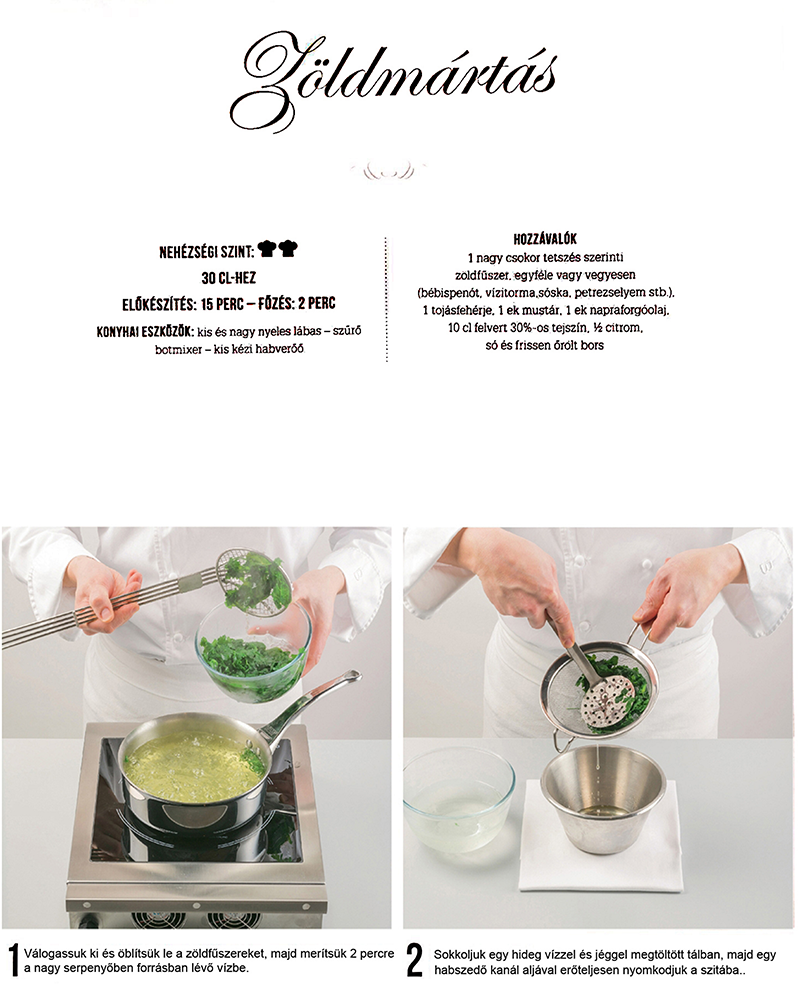 Zöldmártás
NEHÉZSÉGI SZINT:
30 CL-HEZ
ELŐKÉSZÍTÉS: 15 PERC – FŐZÉS: 2 PERC
KONYHAI ESZKÖZÖK: kis és nagy nyeles lábas – szűrő
botmixer – kis kézi habverőő
HOZZÁVALÓK
1 nagy csokor tetszés szerinti
zöldfűszer, egyféle vagy vegyesen
(bébispenót, vízitorma,sóska, petrezselyem stb.),
1 tojásfehérje, 1 ek mustár, 1 ek napraforgóolaj,
10 cl felvert 30%-os tejszín, ½ citrom,
só és frissen őrólt bors
1 Válogassuk ki és öblítsük le a zöldfűszereket, majd merítsük 2 percre
a nagy serpenyőben forrásban lévő vízbe.
2 Sokkoljuk egy hideg vízzel és jéggel megtöltött tálban, majd egy
habszedő kanál aljával erőteljesen nyomkodjuk a szitába..